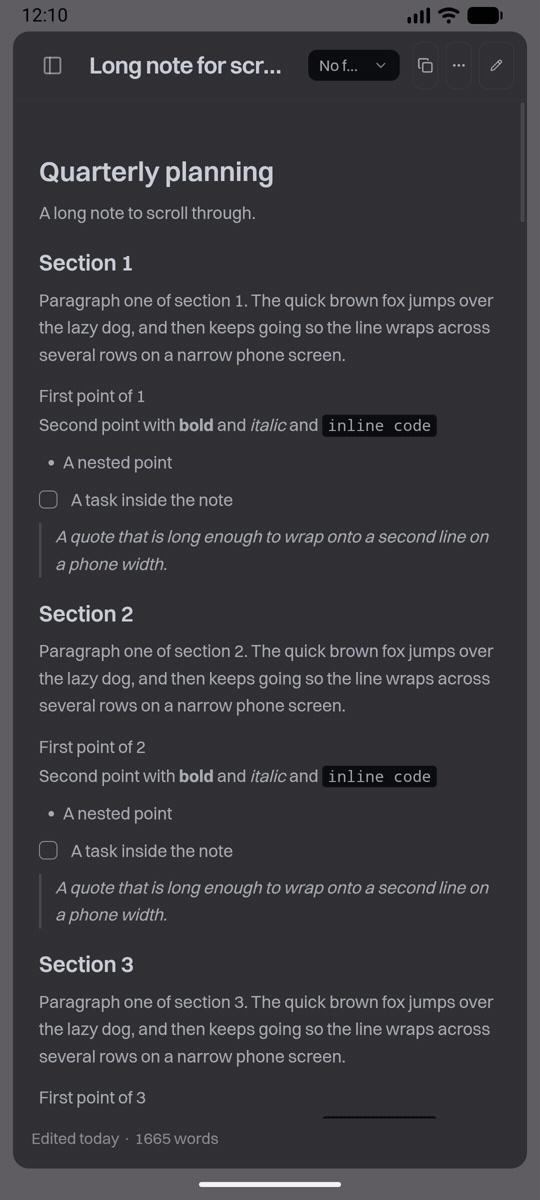 12:10
Long note for scr...
No f...
Quarterly planning
A long note to scroll through.
Section 1
Paragraph one of section 1. The quick brown fox jumps over
the lazy dog, and then keeps going so the line wraps across
several rows on a narrow phone screen.
First point of 1
Second point with bold and italic and inline code
• A nested point
A task inside the note
A quote that is long enough to wrap onto a second line on
a phone width.
Section 2
Paragraph one of section 2. The quick brown fox jumps over
the lazy dog, and then keeps going so the line wraps across
several rows on a narrow phone screen.
First point of 2
Second point with bold and italic and inline code
• A nested point
A task inside the note
A quote that is long enough to wrap onto a second line on
a phone width.
Section 3
Paragraph one of section 3. The quick brown fox jumps over
the lazy dog, and then keeps going so the line wraps across
several rows on a narrow phone screen.
First point of 3
Edited today · 1665 words